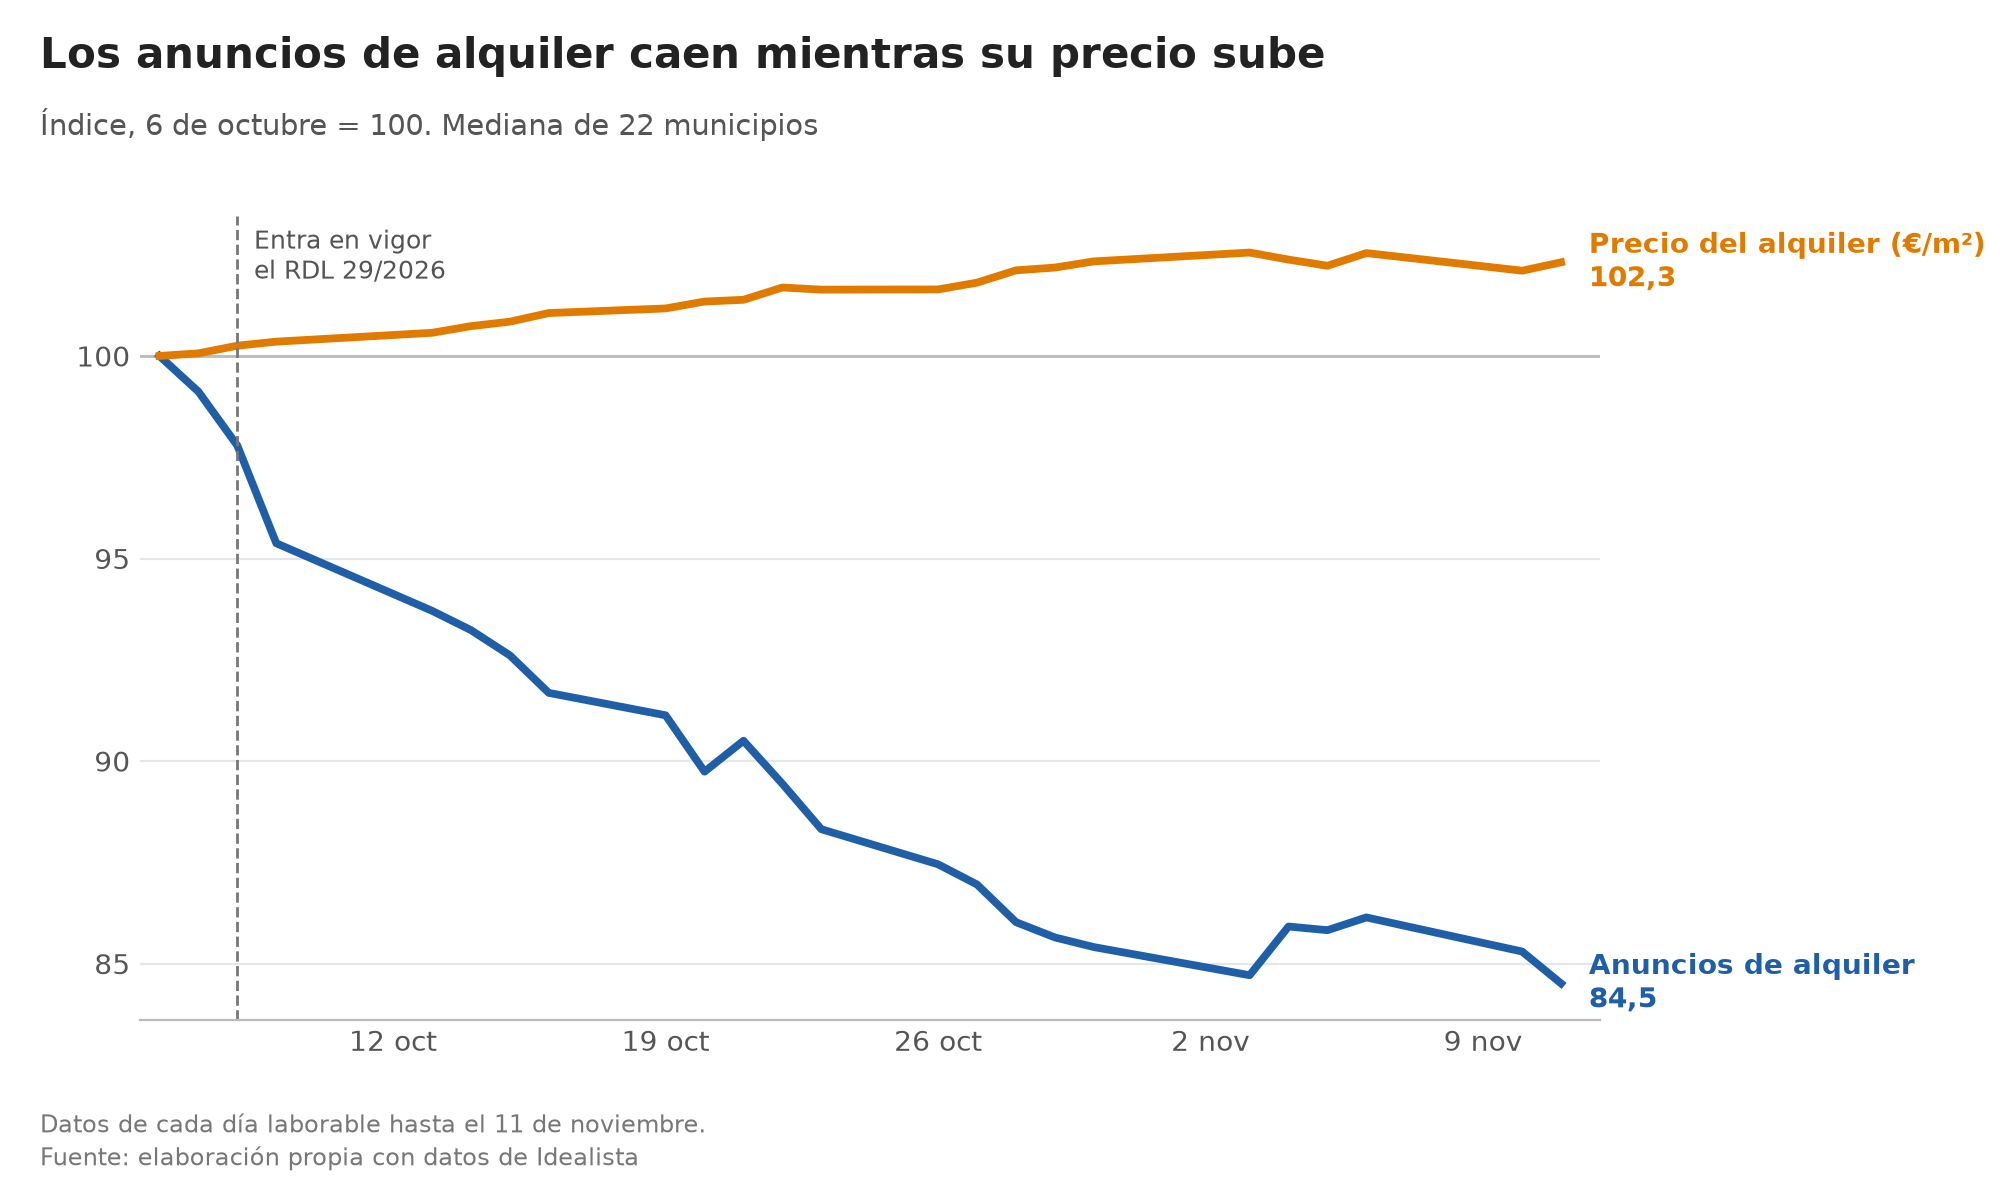 Los anuncios de alquiler caen mientras su precio sube
Índice, 6 de octubre = 100. Mediana de 22 municipios
Entra en vigor
el RDL 29/2026
Precio del alquiler (€/m²)
102,3
100
95
90
85
Anuncios de alquiler
84,5
12 oct
19 oct
26 oct
2 nov
9 nov
Datos de cada día laborable hasta el 11 de noviembre.
Fuente: elaboración propia con datos de Idealista